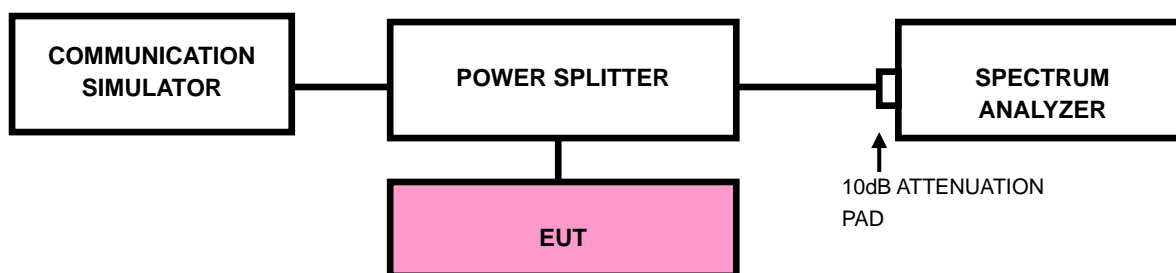 COMMUNICATION
SIMULATOR
POWER SPLITTER
SPECTRUM
ANALYZER
10dB ATTENUATION
PAD
EUT